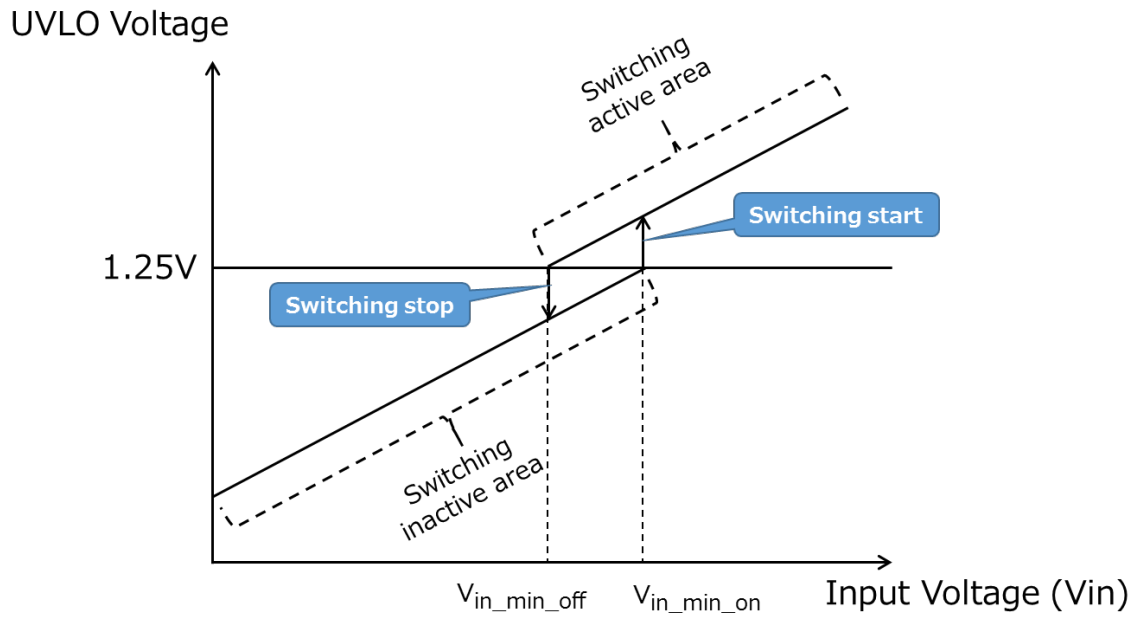 UVLO Voltage
Switching
active area
Switching start
1.25V
Switching stop
Switching
inactive area
Vin_min_off
Vin_min_on
Input Voltage (Vin)